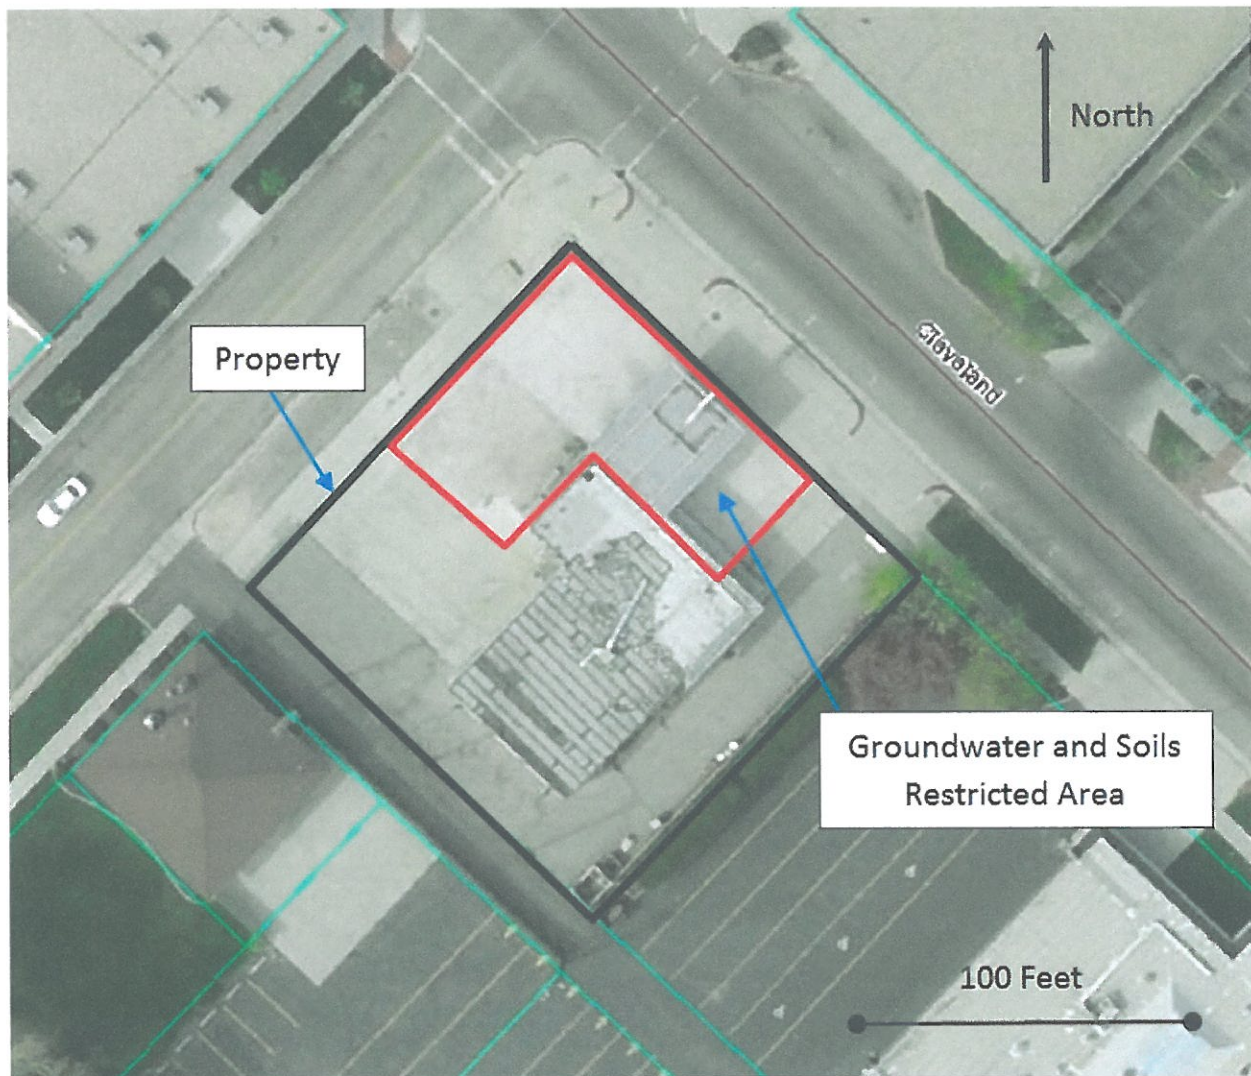 North
Property
Cleveland
Groundwater and Soils
Restricted Area
100 Feet